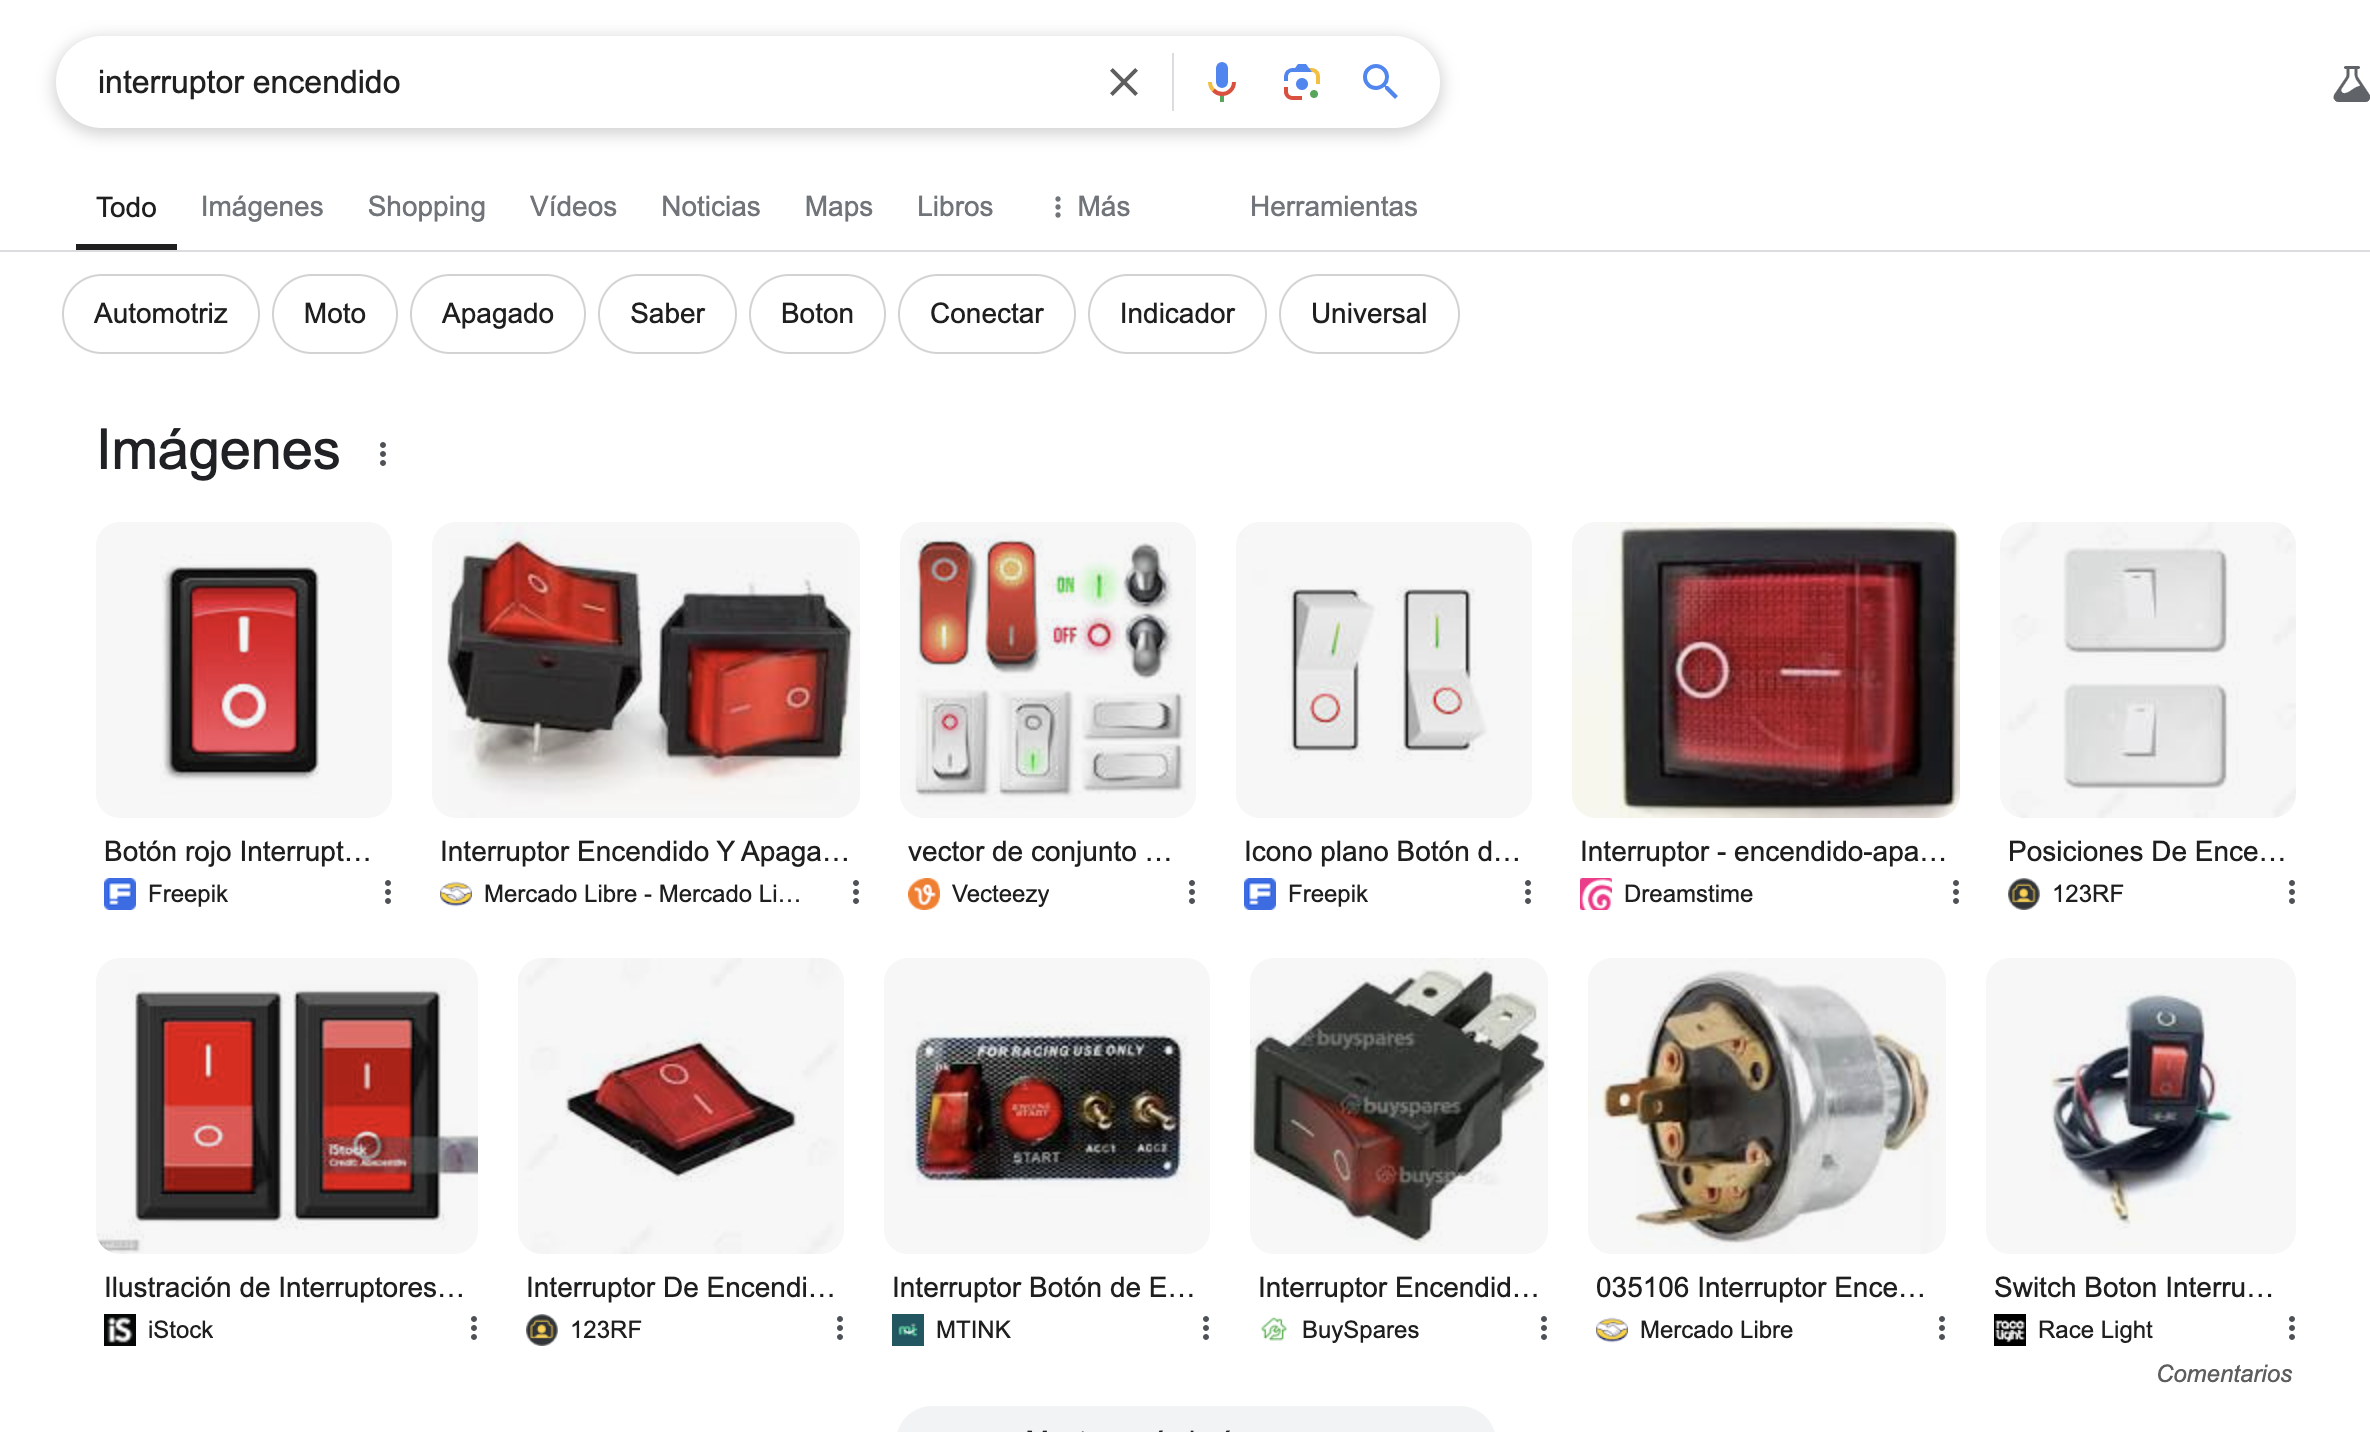 interruptor encendido
Todo Imágenes Shopping Vídeos Noticias Maps Libros Más Herramientas
Automotriz Moto Apagado Saber Boton Conectar Indicador Universal
Imágenes
ON
OFF
Botón rojo Interrupt...
Freepik
Interruptor Encendido Y Apaga...
Mercado Libre - Mercado Li...
vector de conjunto ...
Vecteezy
Icono plano Botón d...
Freepik
Interruptor - encendido-apa...
Dreamstime
Posiciones De Ence...
123RF
iStock
FOR RACING USE ONLY
ENGINE
START
START
ACC1 ACC2
buyspares
buyspares
Ilustración de Interruptores...
iStock
Interruptor De Encendi...
123RF
Interruptor Botón de E...
MTINK
Interruptor Encendid...
BuySpares
035106 Interruptor Ence...
Mercado Libre
Switch Boton Interru...
Race Light
Comentarios